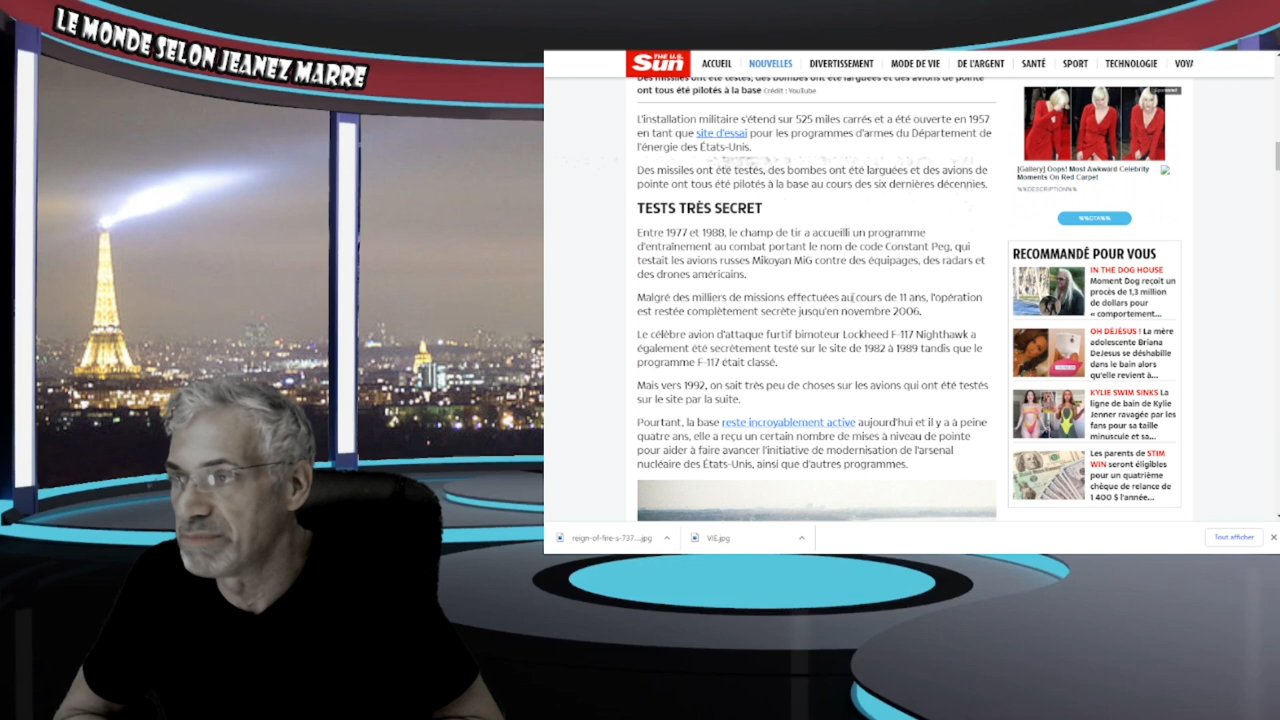 LE MONDE SELON JEANEZ MARRE
THE U.S. Sun
ACCUEIL NOUVELLES DIVERTISSEMENT MODE DE VIE DE L'ARGENT SANTÉ SPORT TECHNOLOGIE VOYA
Des missiles ont été testés, des bombes ont été larguées et des avions de pointe
ont tous été pilotés à la base Crédit : YouTube
L'installation militaire s'étend sur 525 miles carrés et a été ouverte en 1957
en tant que site d'essai pour les programmes d'armes du Département de
l'énergie des États-Unis.
Des missiles ont été testés, des bombes ont été larguées et des avions de
pointe ont tous été pilotés à la base au cours des six dernières décennies.
TESTS TRÈS SECRET
Entre 1977 et 1988, le champ de tir a accueilli un programme
d'entraînement au combat portant le nom de code Constant Peg, qui
testait les avions russes Mikoyan MiG contre des équipages, des radars et
des drones américains.
Malgré des milliers de missions effectuées au cours de 11 ans, l'opération
est restée complètement secrète jusqu'en novembre 2006.
Le célèbre avion d'attaque furtif bimoteur Lockheed F-117 Nighthawk a
également été secrètement testé sur le site de 1982 à 1989 tandis que le
programme F-117 était classé.
Mais vers 1992, on sait très peu de choses sur les avions qui ont été testés
sur le site par la suite.
Pourtant, la base reste incroyablement active aujourd'hui et il y a à peine
quatre ans, elle a reçu un certain nombre de mises à niveau de pointe
pour aider à faire avancer l'initiative de modernisation de l'arsenal
nucléaire des États-Unis, ainsi que d'autres programmes.
Sponsored
[Gallery] Oops! Most Awkward Celebrity
Moments On Red Carpet
%%DESCRIPTION%%
%%CTA%%
RECOMMANDÉ POUR VOUS
IN THE DOG HOUSE
Moment Dog reçoit un
procès de 1,3 million
de dollars pour
« comportement...
OH DÉJÉSUS ! La mère
adolescente Briana
DeJesus se déshabille
dans le bain alors
qu'elle revient à...
KYLIE SWIM SINKS La
ligne de bain de Kylie
Jenner ravagée par les
fans pour sa taille
minuscule et sa...
Les parents de STIM
WIN seront éligibles
pour un quatrième
chèque de relance de
1 400 $ l'année...
reign-of-fire-s-737....jpg
VIE.jpg
Tout afficher